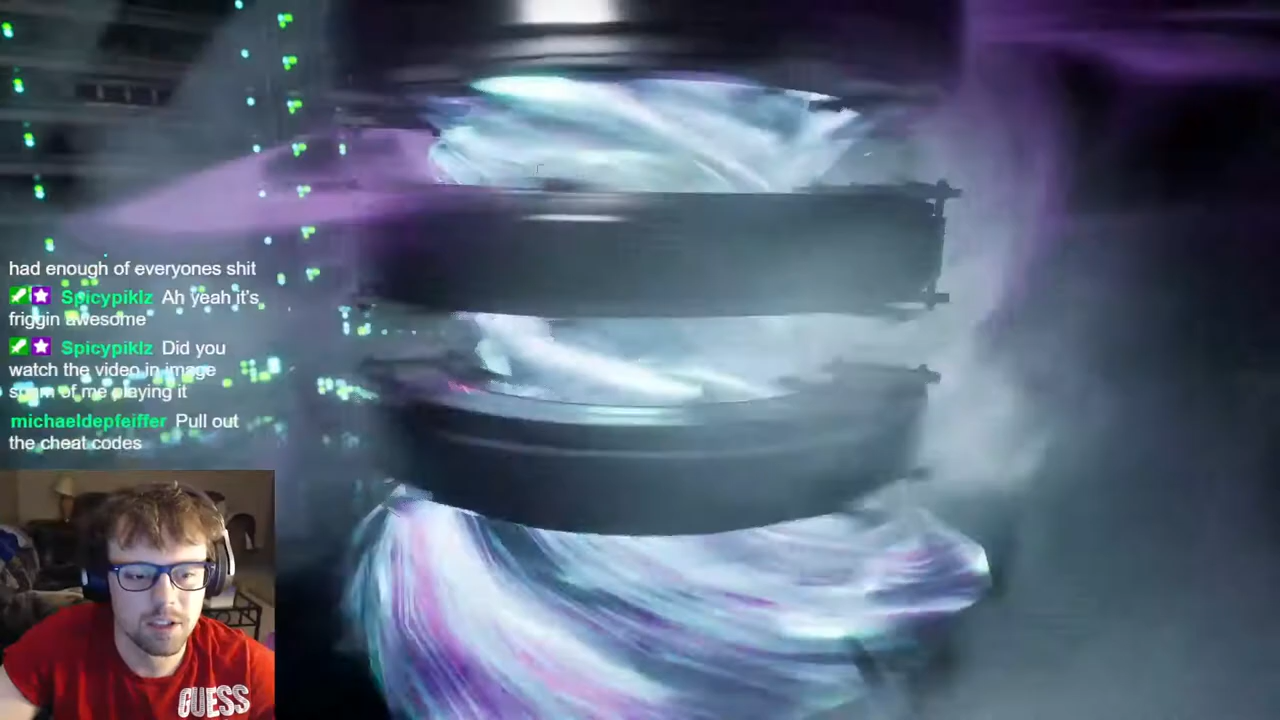 had enough of everyones shit
Spicypiklz Ah yeah it's
friggin awesome
Spicypiklz Did you
watch the video in image
spam of me playing it
michaeldepfeiffer Pull out
the cheat codes
GUESS